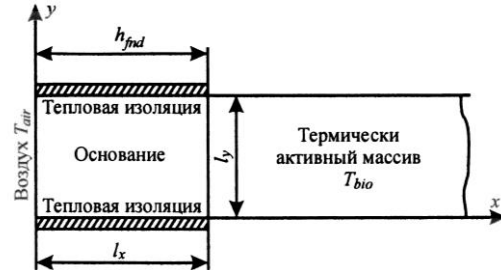 y
h_fnd
Воздух T_air
Тепловая изоляция
Основание
Тепловая изоляция
l_y
Термически
активный массив
T_bio
x
l_x